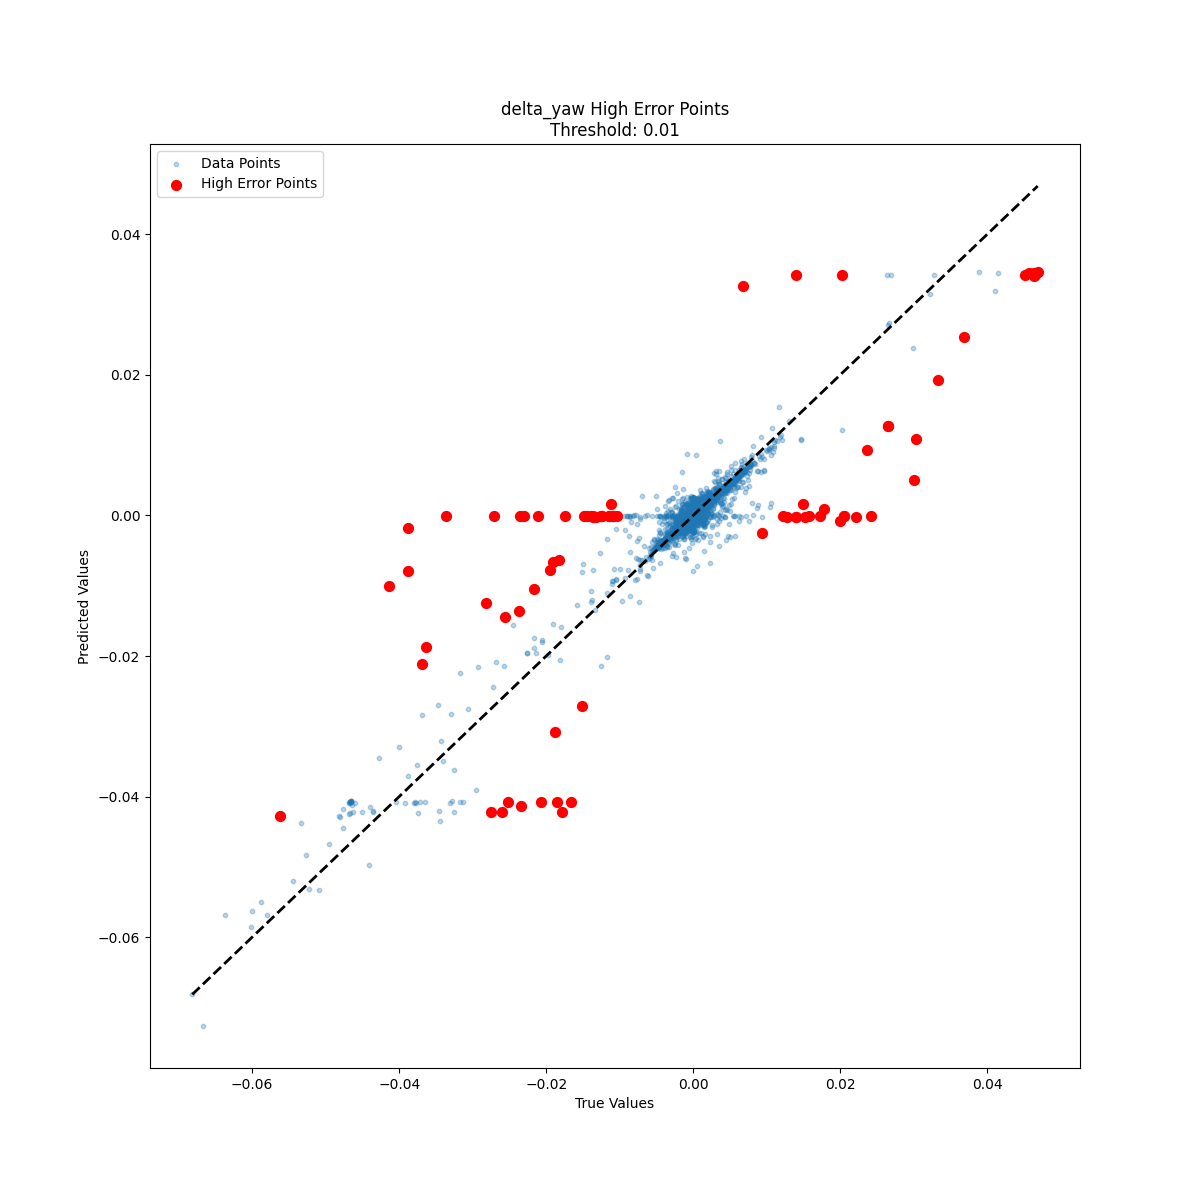 delta_yaw High Error Points
Threshold: 0.01
Data Points
High Error Points
0.04
0.02
0.00
−0.02
−0.04
−0.06
Predicted Values
−0.06
−0.04
−0.02
0.00
0.02
0.04
True Values